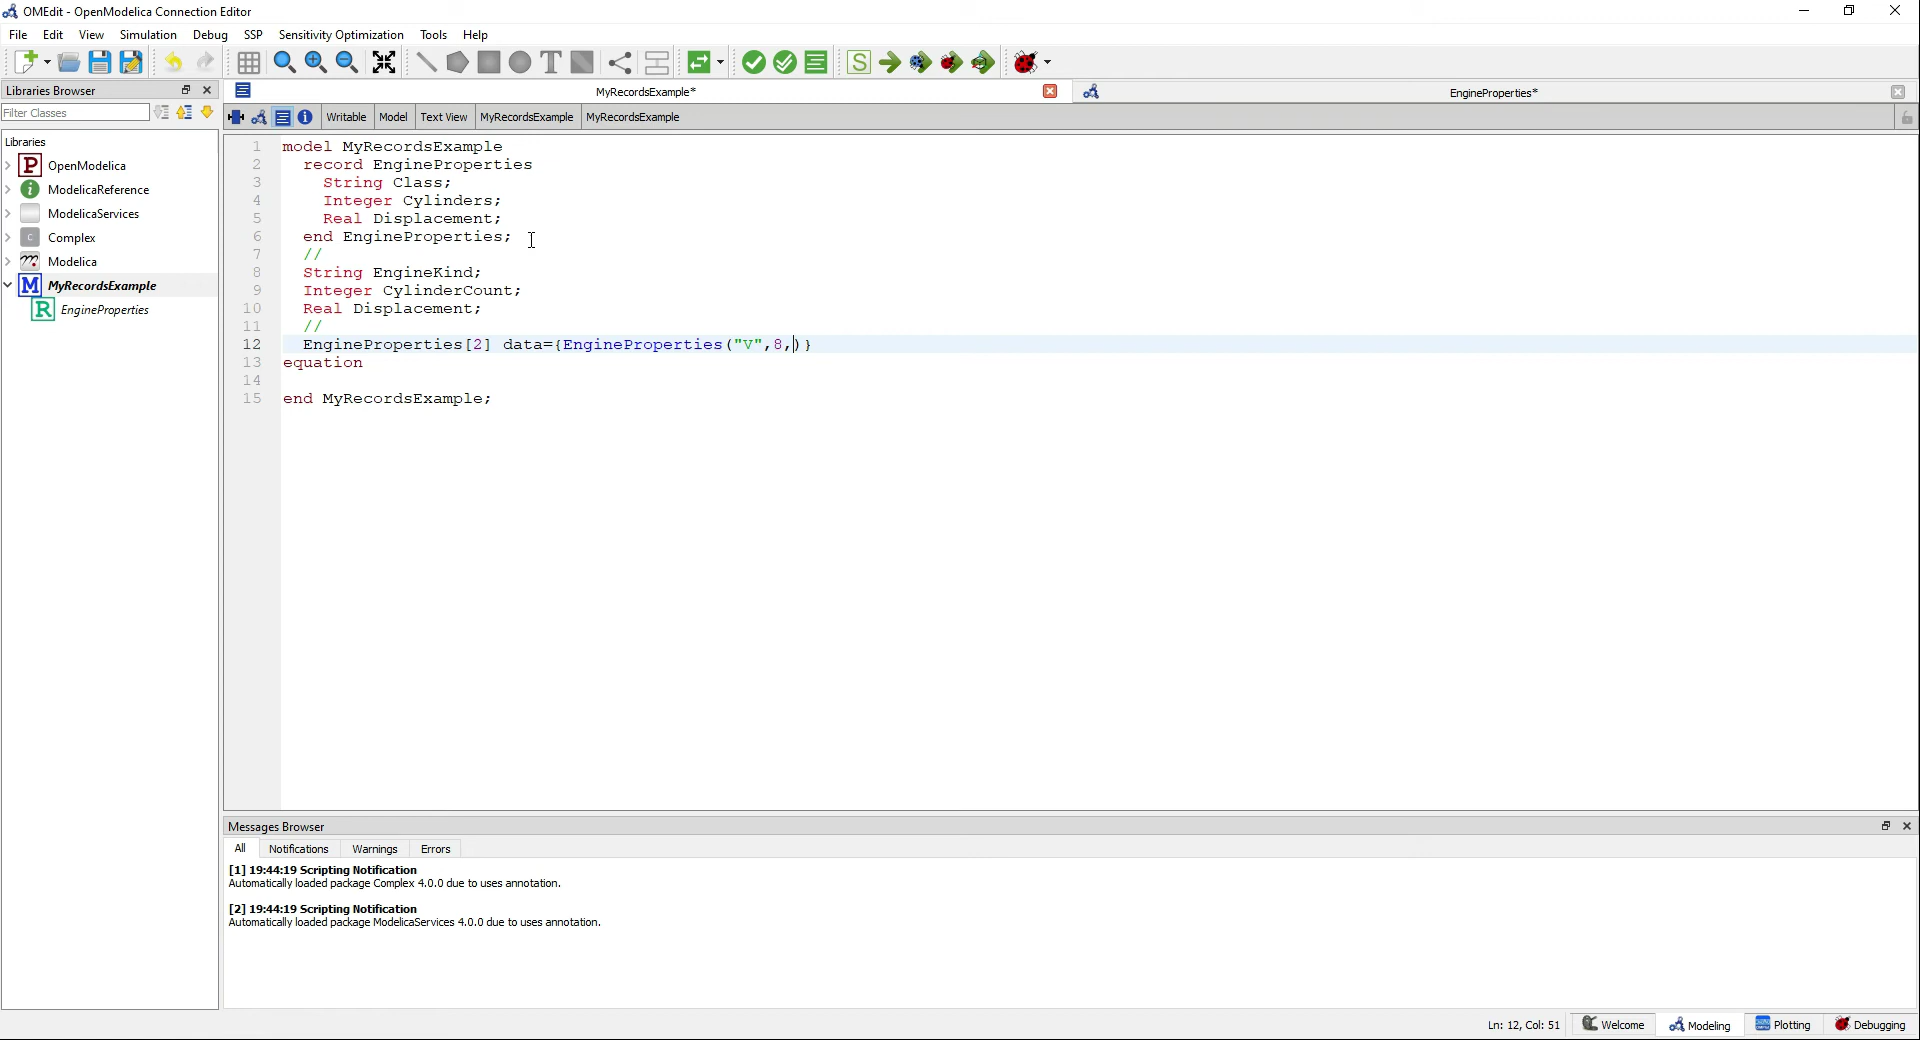 OMEdit - OpenModelica Connection Editor
File Edit View Simulation Debug SSP Sensitivity Optimization Tools Help
Libraries Browser
MyRecordsExample*
EngineProperties*
Filter Classes
Writable Model Text View MyRecordsExample MyRecordsExample
Libraries
P OpenModelica
i ModelicaReference
ModelicaServices
C Complex
Modelica
M MyRecordsExample
R EngineProperties
1 model MyRecordsExample
2 record EngineProperties
3 String Class;
4 Integer Cylinders;
5 Real Displacement;
6 end EngineProperties;
7 //
8 String EngineKind;
9 Integer CylinderCount;
10 Real Displacement;
11 //
12 EngineProperties[2] data={EngineProperties("V",8,)}
13 equation
14
15 end MyRecordsExample;
Messages Browser
All Notifications Warnings Errors
[1] 19:44:19 Scripting Notification
Automatically loaded package Complex 4.0.0 due to uses annotation.
[2] 19:44:19 Scripting Notification
Automatically loaded package ModelicaServices 4.0.0 due to uses annotation.
Ln: 12, Col: 51 Welcome Modeling Plotting Debugging